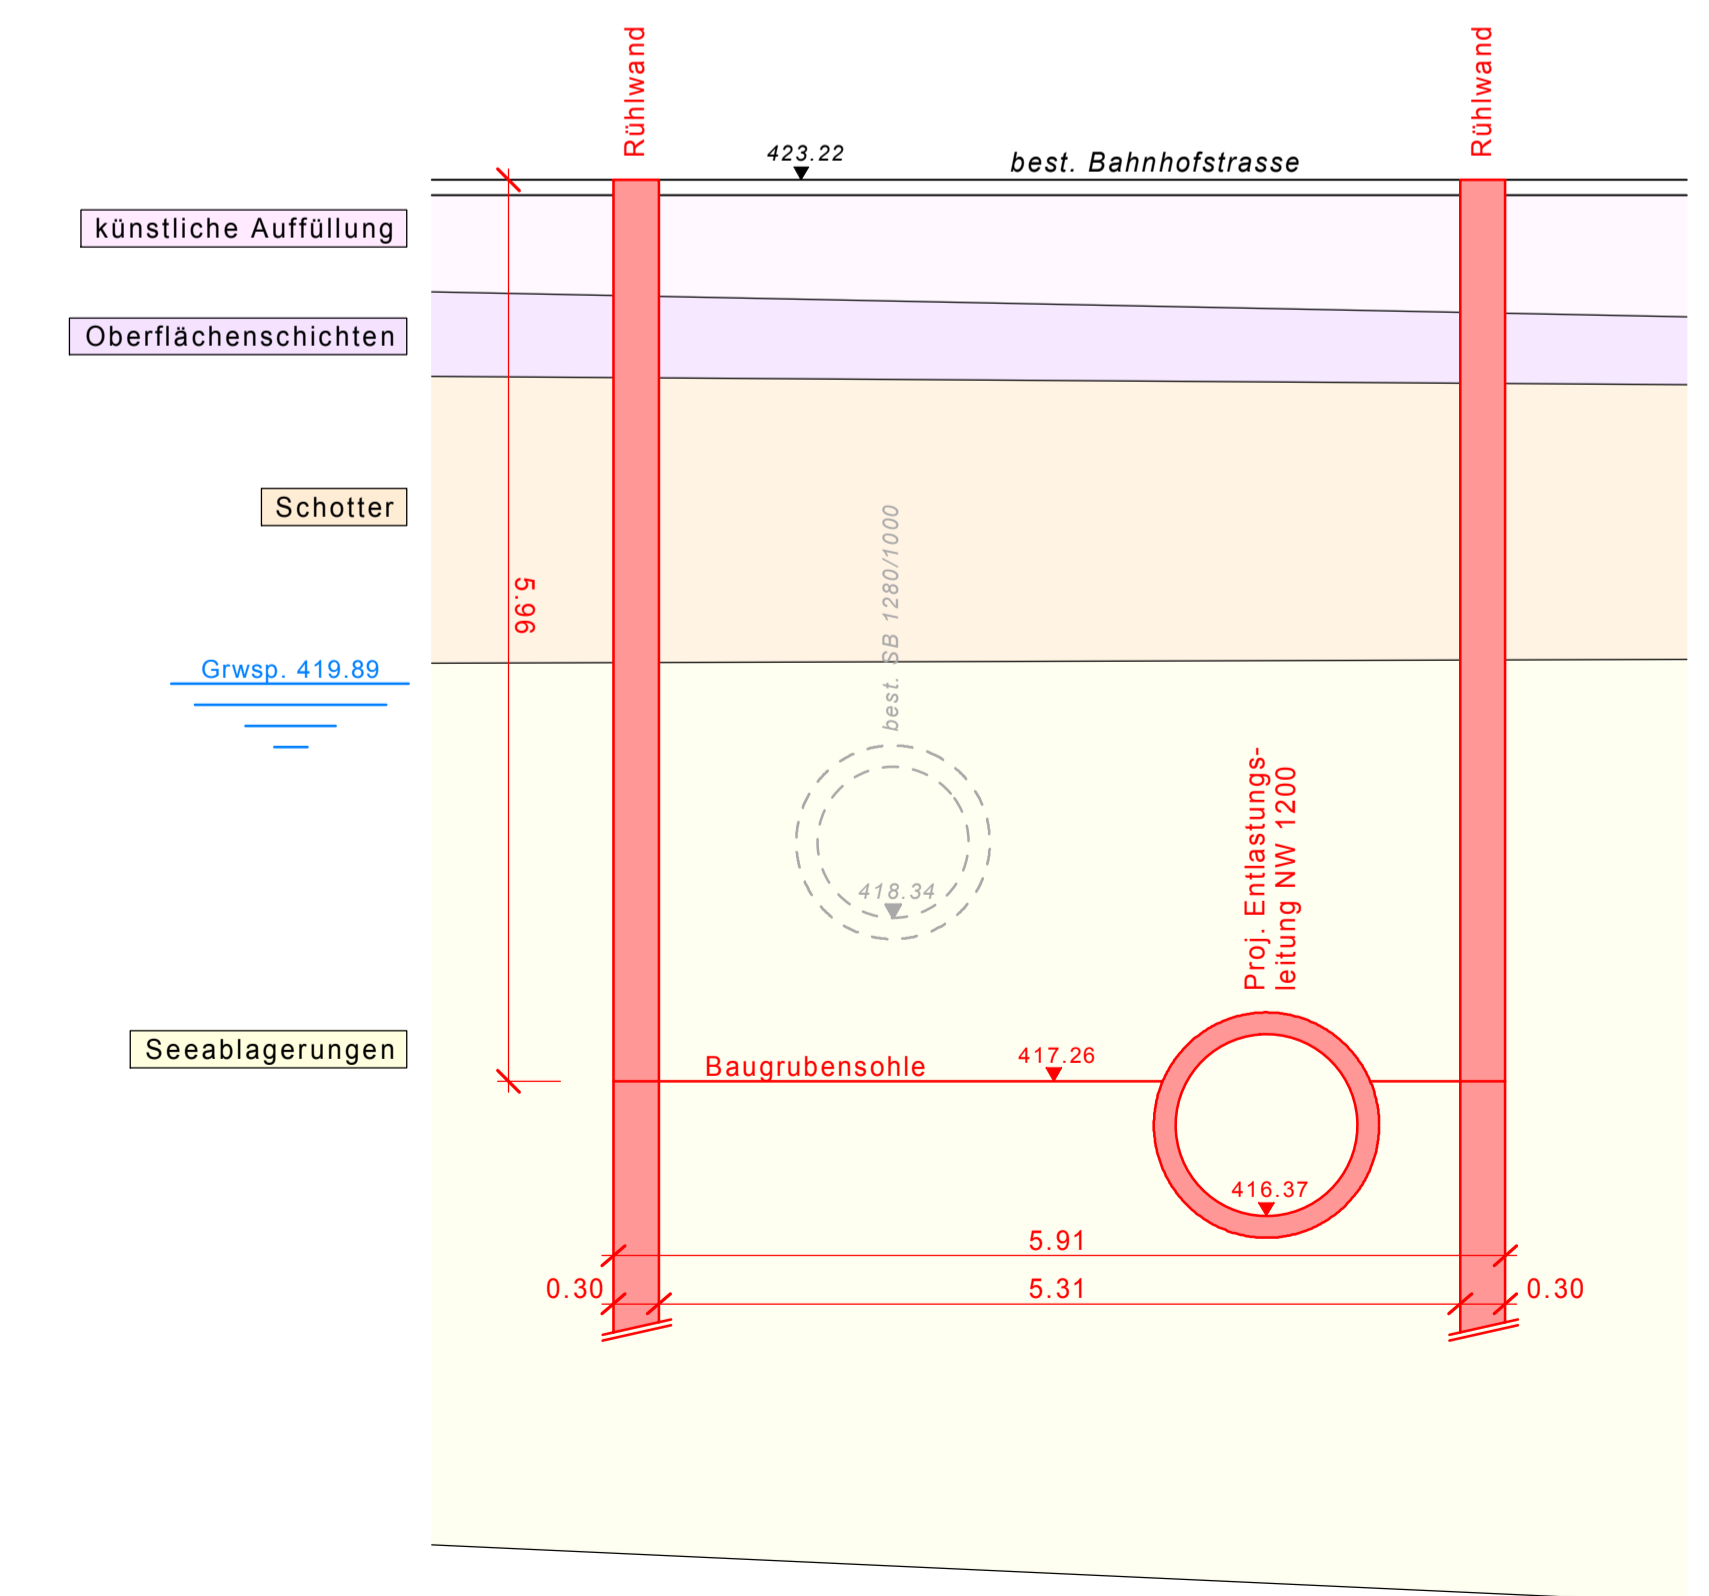 Rühlwand
Rühlwand
423.22
best. Bahnhofstrasse
künstliche Auffüllung
Oberflächenschichten
Schotter
best. SB 1280/1000
5.96
Grwsp. 419.89
418.34
Proj. Entlastungs-
leitung NW 1200
Seeablagerungen
Baugrubensohle
417.26
416.37
5.91
0.30
5.31
0.30